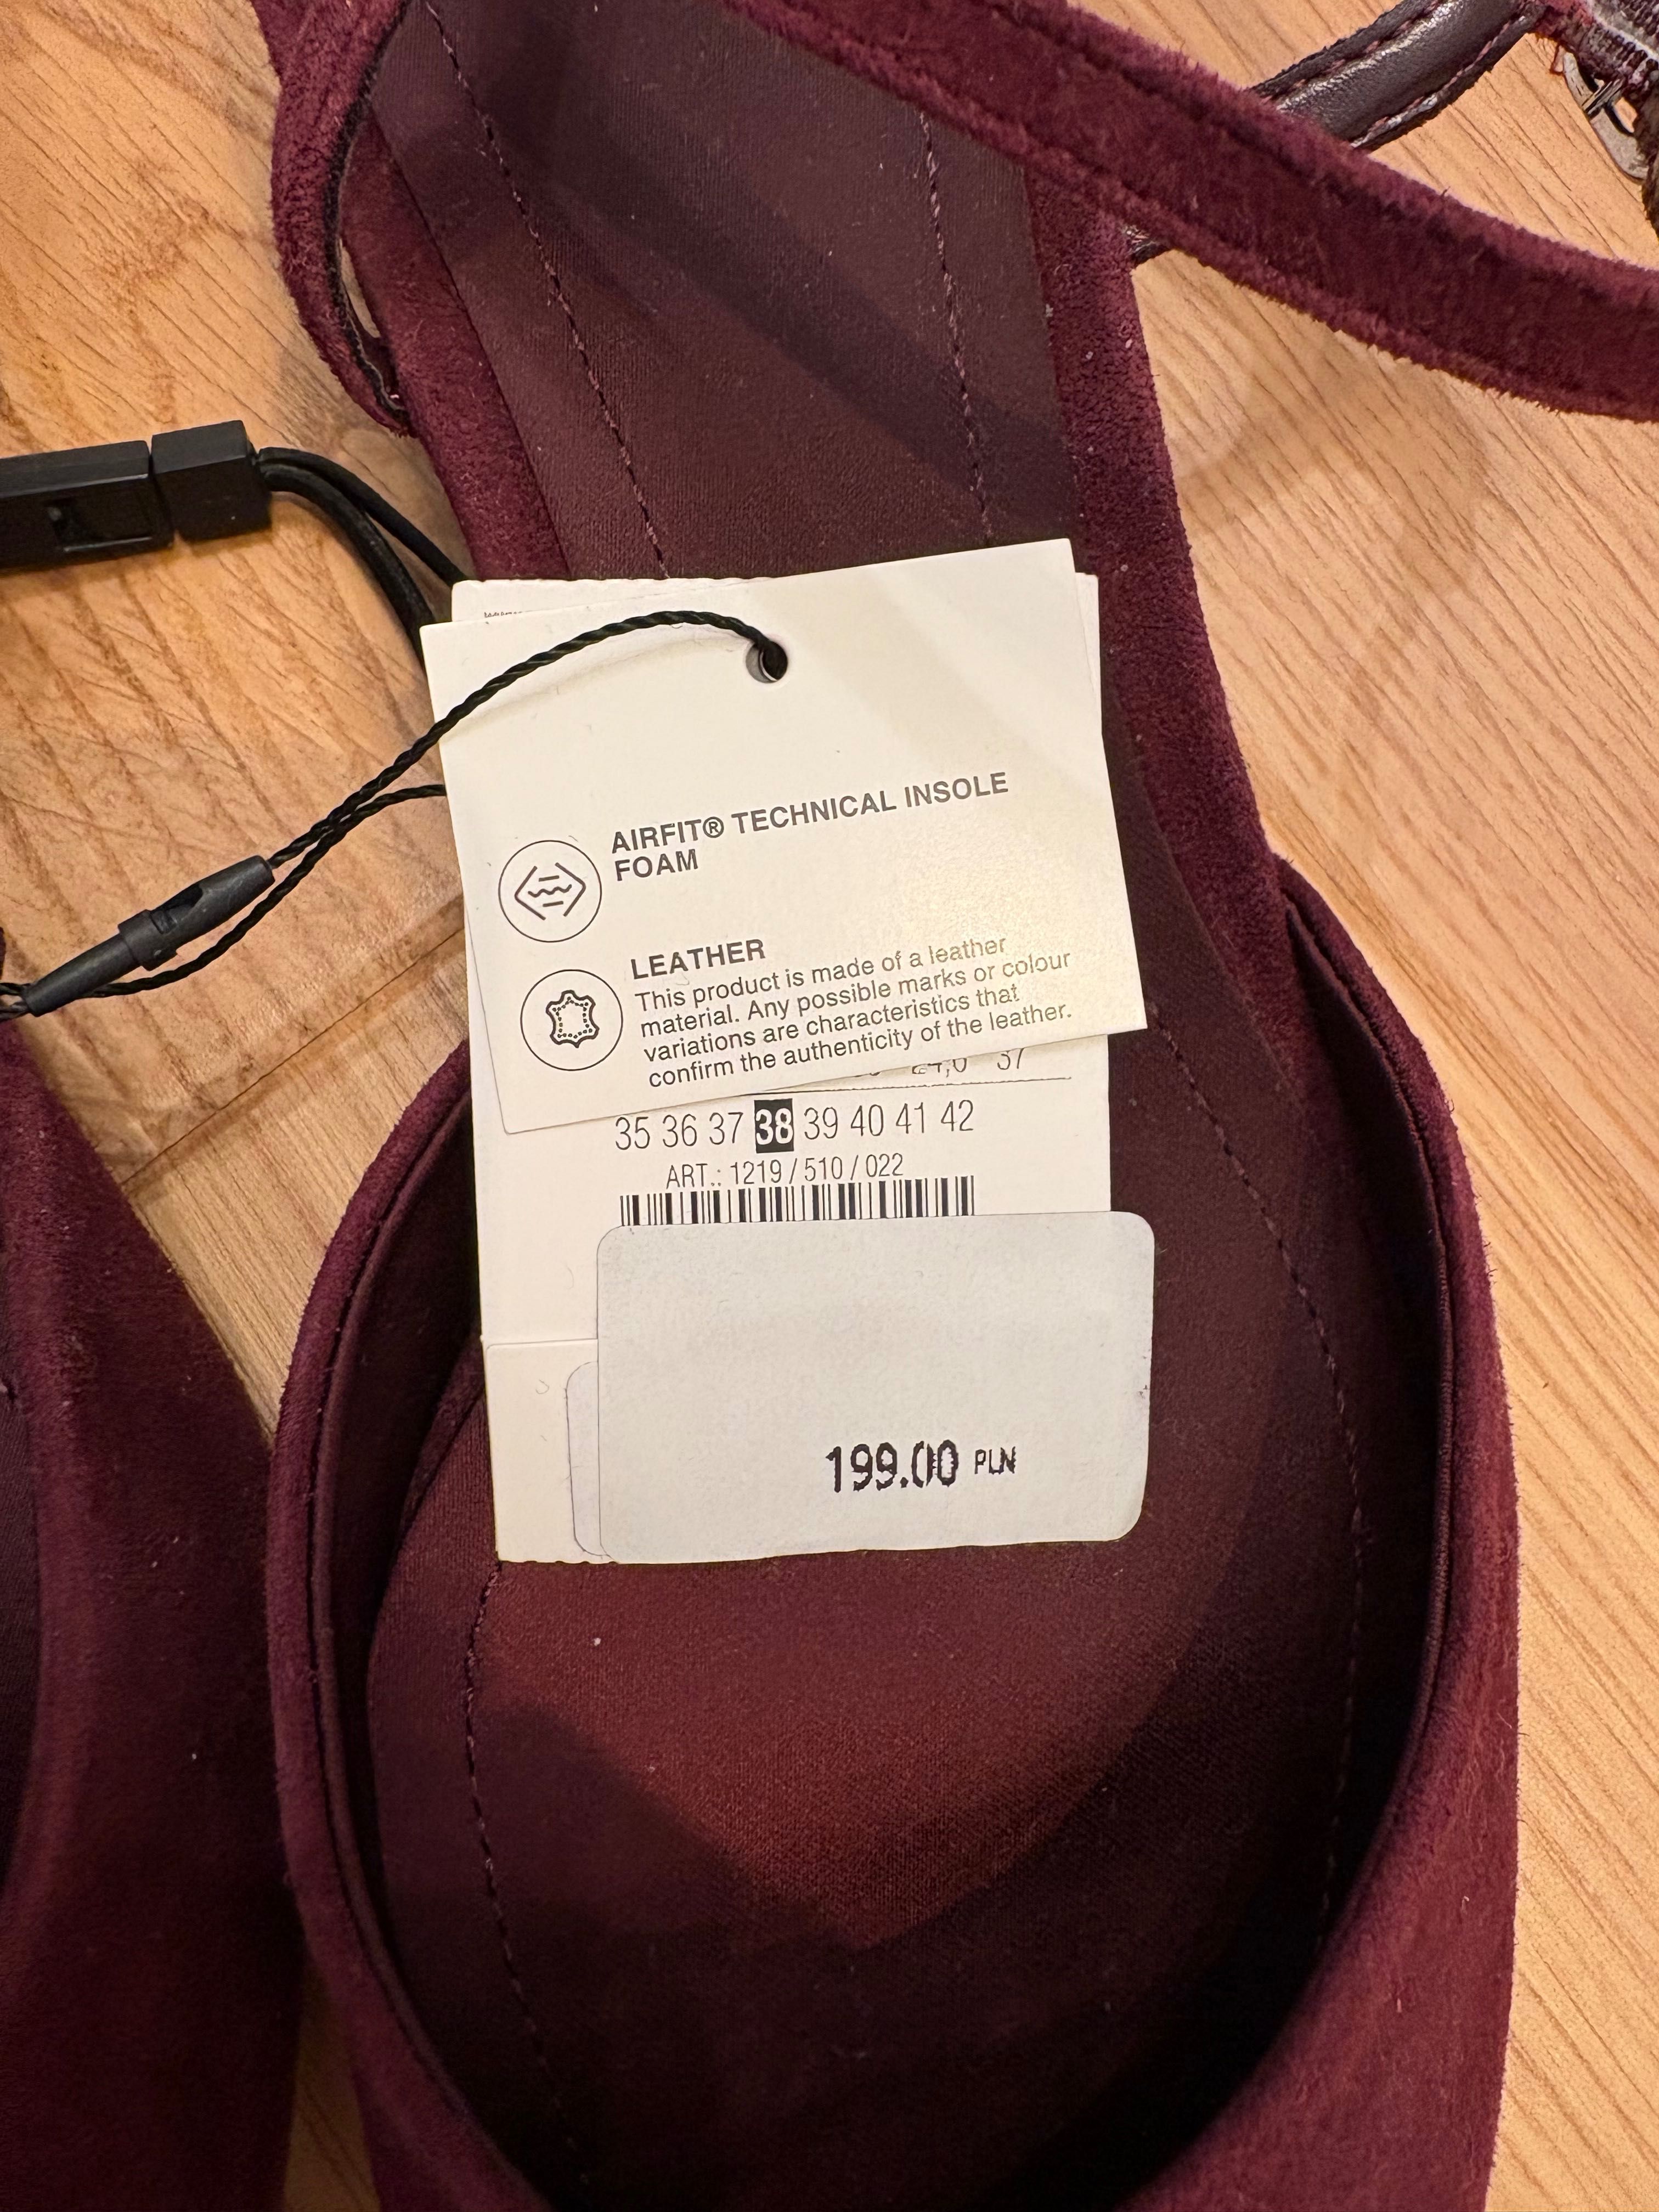 AIRFIT® TECHNICAL INSOLE
FOAM
LEATHER
This product is made of a leather
material. Any possible marks or colour
variations are characteristics that
confirm the authenticity of the leather.
37
35 36 37 38 39 40 41 42
ART.: 1219 / 510 / 022
199.00 PLN